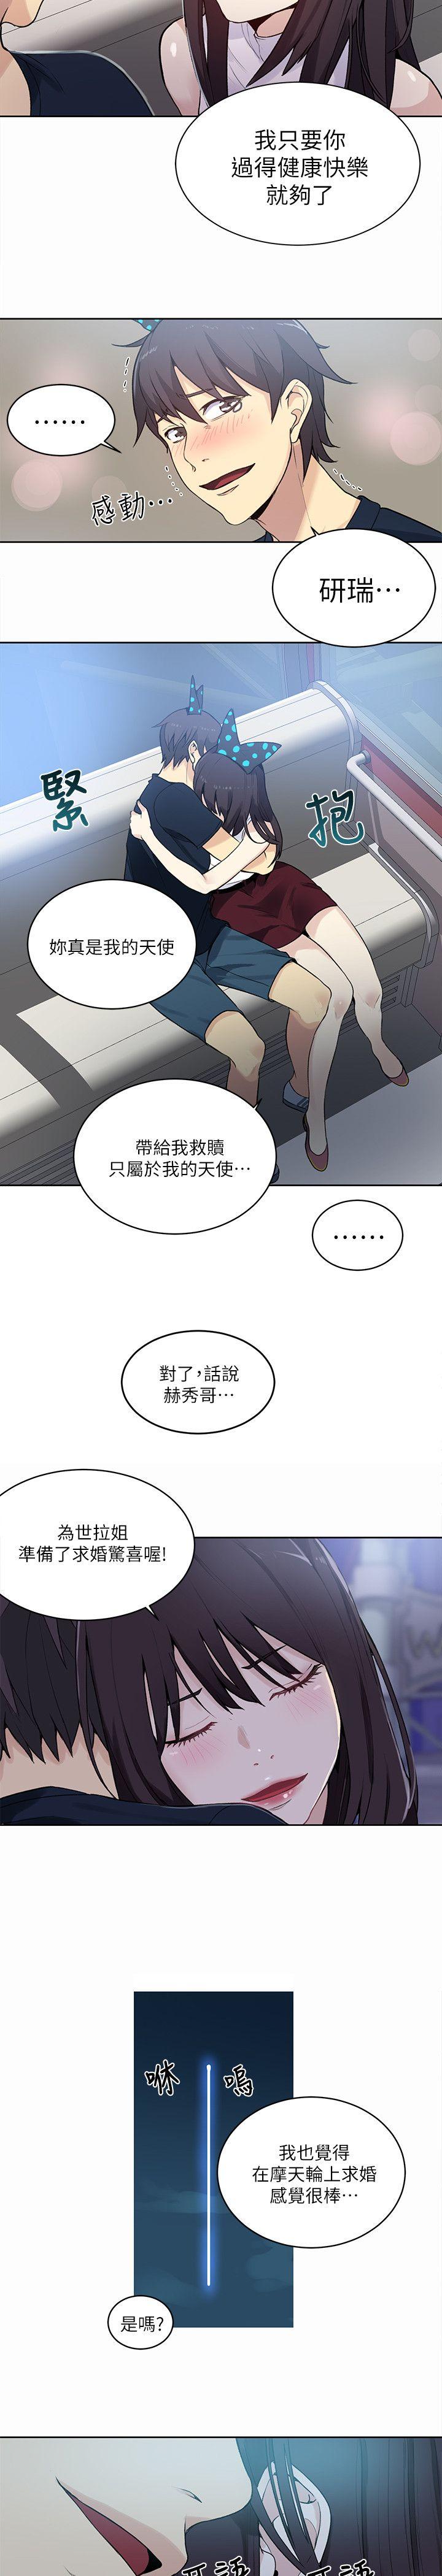 我只要你
過得健康快樂
就夠了
……
感動…
研瑞…
緊
抱
妳真是我的天使
帶給我救贖
只屬於我的天使…
……
對了,話說
赫秀哥…
為世拉姐
準備了求婚驚喜喔!
咻
嗚
我也覺得
在摩天輪上求婚
感覺很棒…
是嗎?